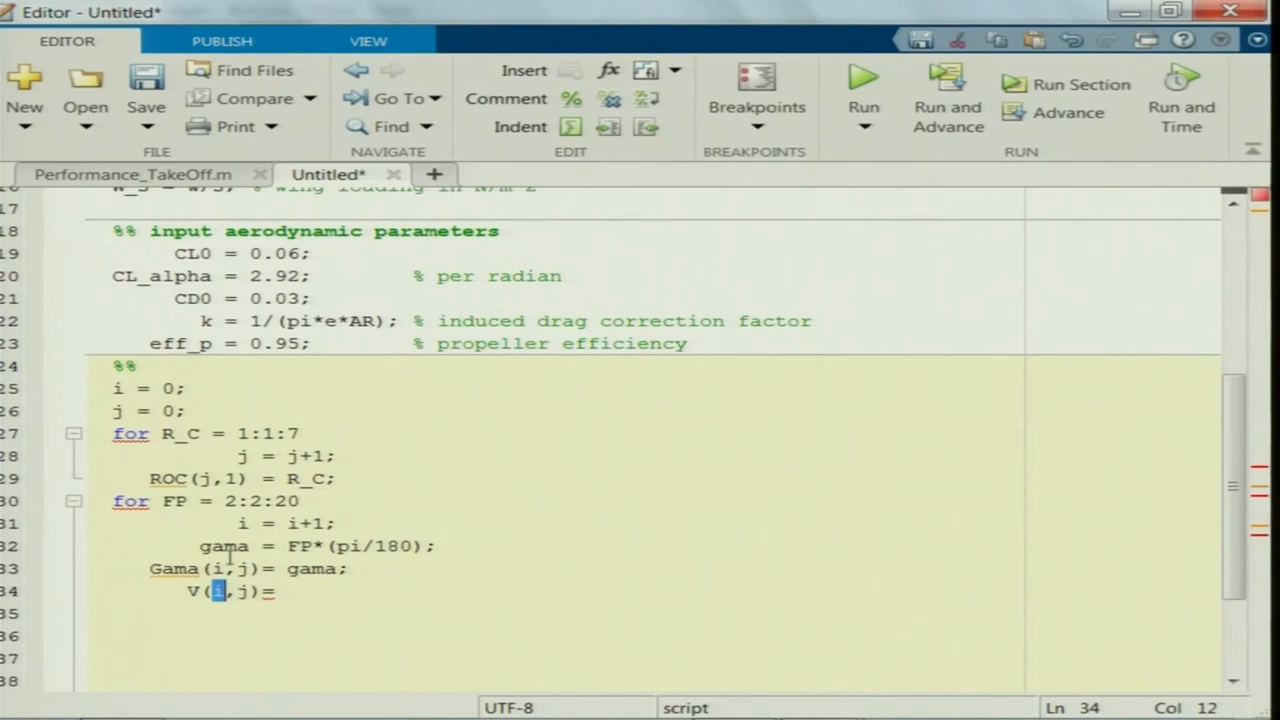 Editor - Untitled*
EDITOR PUBLISH VIEW
New Open Save Find Files Compare Print
Go To Find
Insert fx
Comment
Indent
Breakpoints
Run
Run and Advance
Run Section
Advance
Run and Time
FILE NAVIGATE EDIT BREAKPOINTS RUN
Performance_TakeOff.m Untitled*
W_S = W/S; % wing loading in N/m^2
17
18 %% input aerodynamic parameters
19 CL0 = 0.06;
20 CL_alpha = 2.92; % per radian
21 CD0 = 0.03;
22 k = 1/(pi*e*AR); % induced drag correction factor
23 eff_p = 0.95; % propeller efficiency
24 %%
25 i = 0;
26 j = 0;
27 for R_C = 1:1:7
28 j = j+1;
29 ROC(j,1) = R_C;
30 for FP = 2:2:20
31 i = i+1;
32 gama = FP*(pi/180);
33 Gama(i,j)= gama;
34 V(i,j)=
35
36
37
38
UTF-8 script Ln 34 Col 12